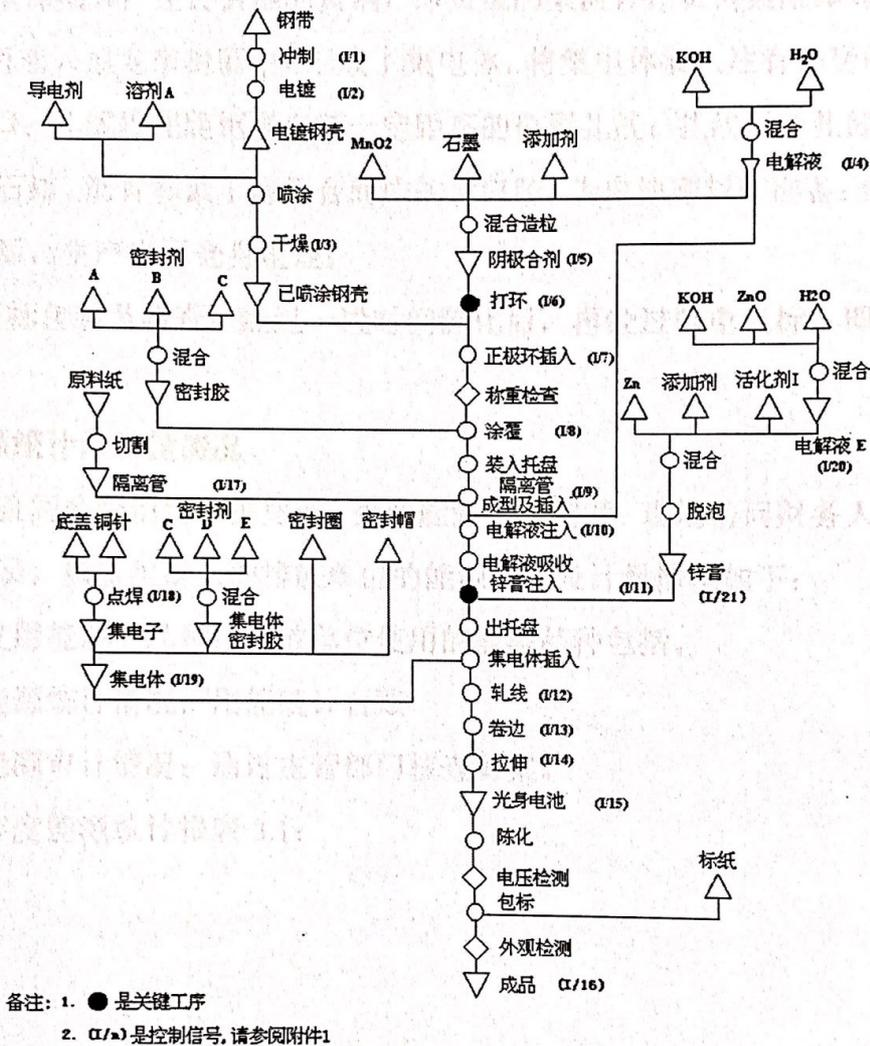 钢带
冲制 (I/1)
电镀 (I/2)
导电剂 溶剂A
电镀钢壳
喷涂
干燥 (I/3)
已喷涂钢壳
MnO2 石墨 添加剂
KOH H₂O
混合
电解液 (I/4)
混合造粒
阴极合剂 (I/5)
打环 (I/6)
正极环插入 (I/7)
称重检查
涂覆 (I/8)
装入托盘
隔离管
成型及插入 (I/9)
电解液注入 (I/10)
电解液吸收
锌膏注入 (I/11)
出托盘
集电体插入
轧线 (I/12)
卷边 (I/13)
拉伸 (I/14)
光身电池 (I/15)
陈化
电压检测
包标
外观检测
成品 (I/16)
标纸
密封剂
A B C
混合
密封胶
原料纸
切割
隔离管 (I/17)
底盖 铜针
点焊 (I/18)
集电子
集电体 (I/19)
密封剂
C D E
混合
集电体
密封胶
密封圈 密封帽
KOH ZnO H2O
混合
电解液 E
(I/20)
Zn 添加剂 活化剂I
混合
脱泡
锌膏
(I/21)
备注: 1. ● 是关键工序
2. (I/n) 是控制信号, 请参阅附件1